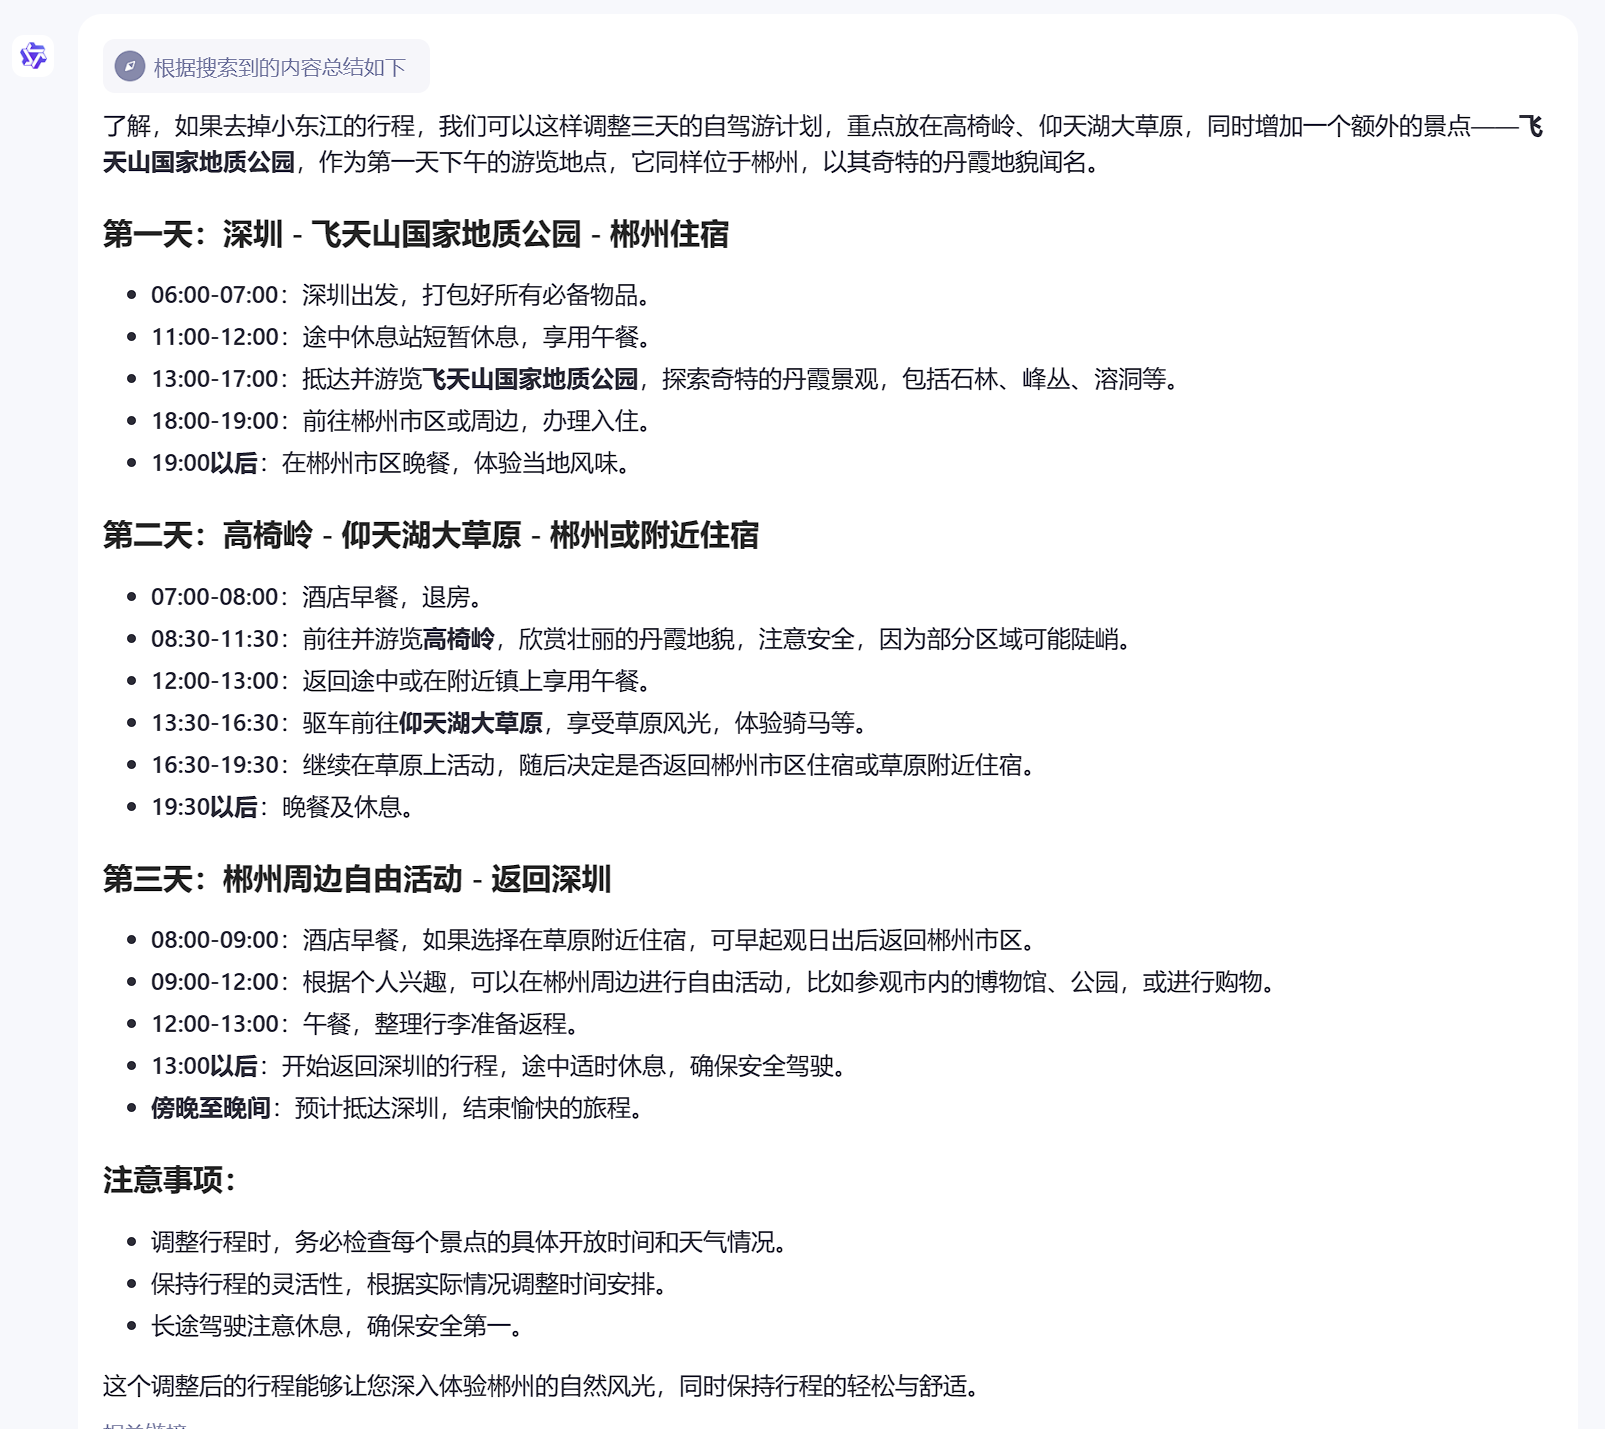 根据搜索到的内容总结如下
了解，如果去掉小东江的行程，我们可以这样调整三天的自驾游计划，重点放在高椅岭、仰天湖大草原，同时增加一个额外的景点——飞
天山国家地质公园，作为第一天下午的游览地点，它同样位于郴州，以其奇特的丹霞地貌闻名。
第一天：深圳 - 飞天山国家地质公园 - 郴州住宿
• 06:00-07:00：深圳出发，打包好所有必备物品。
• 11:00-12:00：途中休息站短暂休息，享用午餐。
• 13:00-17:00：抵达并游览飞天山国家地质公园，探索奇特的丹霞景观，包括石林、峰丛、溶洞等。
• 18:00-19:00：前往郴州市区或周边，办理入住。
• 19:00以后：在郴州市区晚餐，体验当地风味。
第二天：高椅岭 - 仰天湖大草原 - 郴州或附近住宿
• 07:00-08:00：酒店早餐，退房。
• 08:30-11:30：前往并游览高椅岭，欣赏壮丽的丹霞地貌，注意安全，因为部分区域可能陡峭。
• 12:00-13:00：返回途中或在附近镇上享用午餐。
• 13:30-16:30：驱车前往仰天湖大草原，享受草原风光，体验骑马等。
• 16:30-19:30：继续在草原上活动，随后决定是否返回郴州市区住宿或草原附近住宿。
• 19:30以后：晚餐及休息。
第三天：郴州周边自由活动 - 返回深圳
• 08:00-09:00：酒店早餐，如果选择在草原附近住宿，可早起观日出后返回郴州市区。
• 09:00-12:00：根据个人兴趣，可以在郴州周边进行自由活动，比如参观市内的博物馆、公园，或进行购物。
• 12:00-13:00：午餐，整理行李准备返程。
• 13:00以后：开始返回深圳的行程，途中适时休息，确保安全驾驶。
• 傍晚至晚间：预计抵达深圳，结束愉快的旅程。
注意事项：
• 调整行程时，务必检查每个景点的具体开放时间和天气情况。
• 保持行程的灵活性，根据实际情况调整时间安排。
• 长途驾驶注意休息，确保安全第一。
这个调整后的行程能够让您深入体验郴州的自然风光，同时保持行程的轻松与舒适。